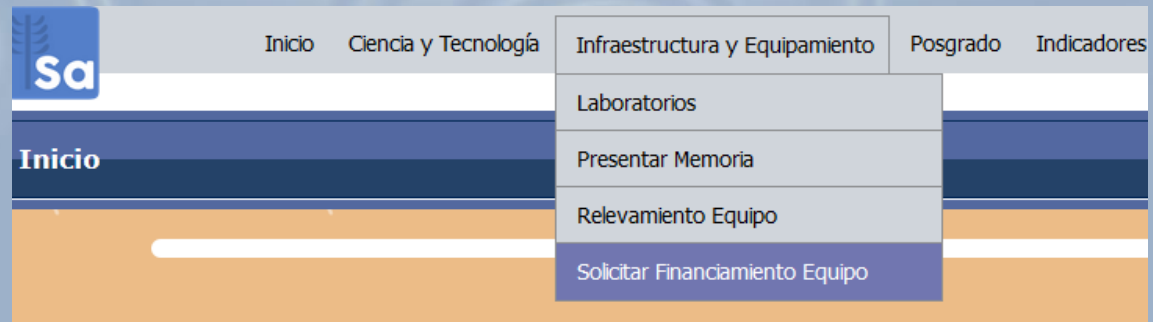 Sa
Inicio Ciencia y Tecnología Infraestructura y Equipamiento Posgrado Indicadores
Laboratorios
Inicio
Presentar Memoria
Relevamiento Equipo
Solicitar Financiamiento Equipo